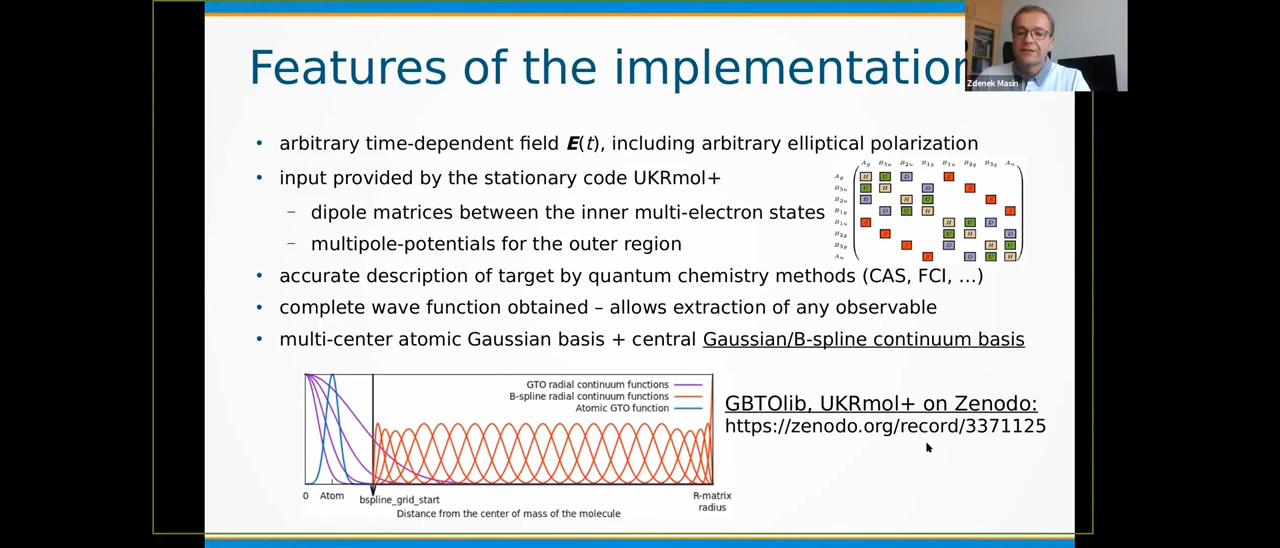 Features of the implementation
Zdenek Masin
• arbitrary time-dependent field E(t), including arbitrary elliptical polarization
• input provided by the stationary code UKRmol+
– dipole matrices between the inner multi-electron states
– multipole-potentials for the outer region
• accurate description of target by quantum chemistry methods (CAS, FCI, …)
• complete wave function obtained – allows extraction of any observable
• multi-center atomic Gaussian basis + central Gaussian/B-spline continuum basis
GTO radial continuum functions
B-spline radial continuum functions
Atomic GTO function
0 Atom bspline_grid_start R-matrix radius
Distance from the center of mass of the molecule
GBTOlib, UKRmol+ on Zenodo:
https://zenodo.org/record/3371125